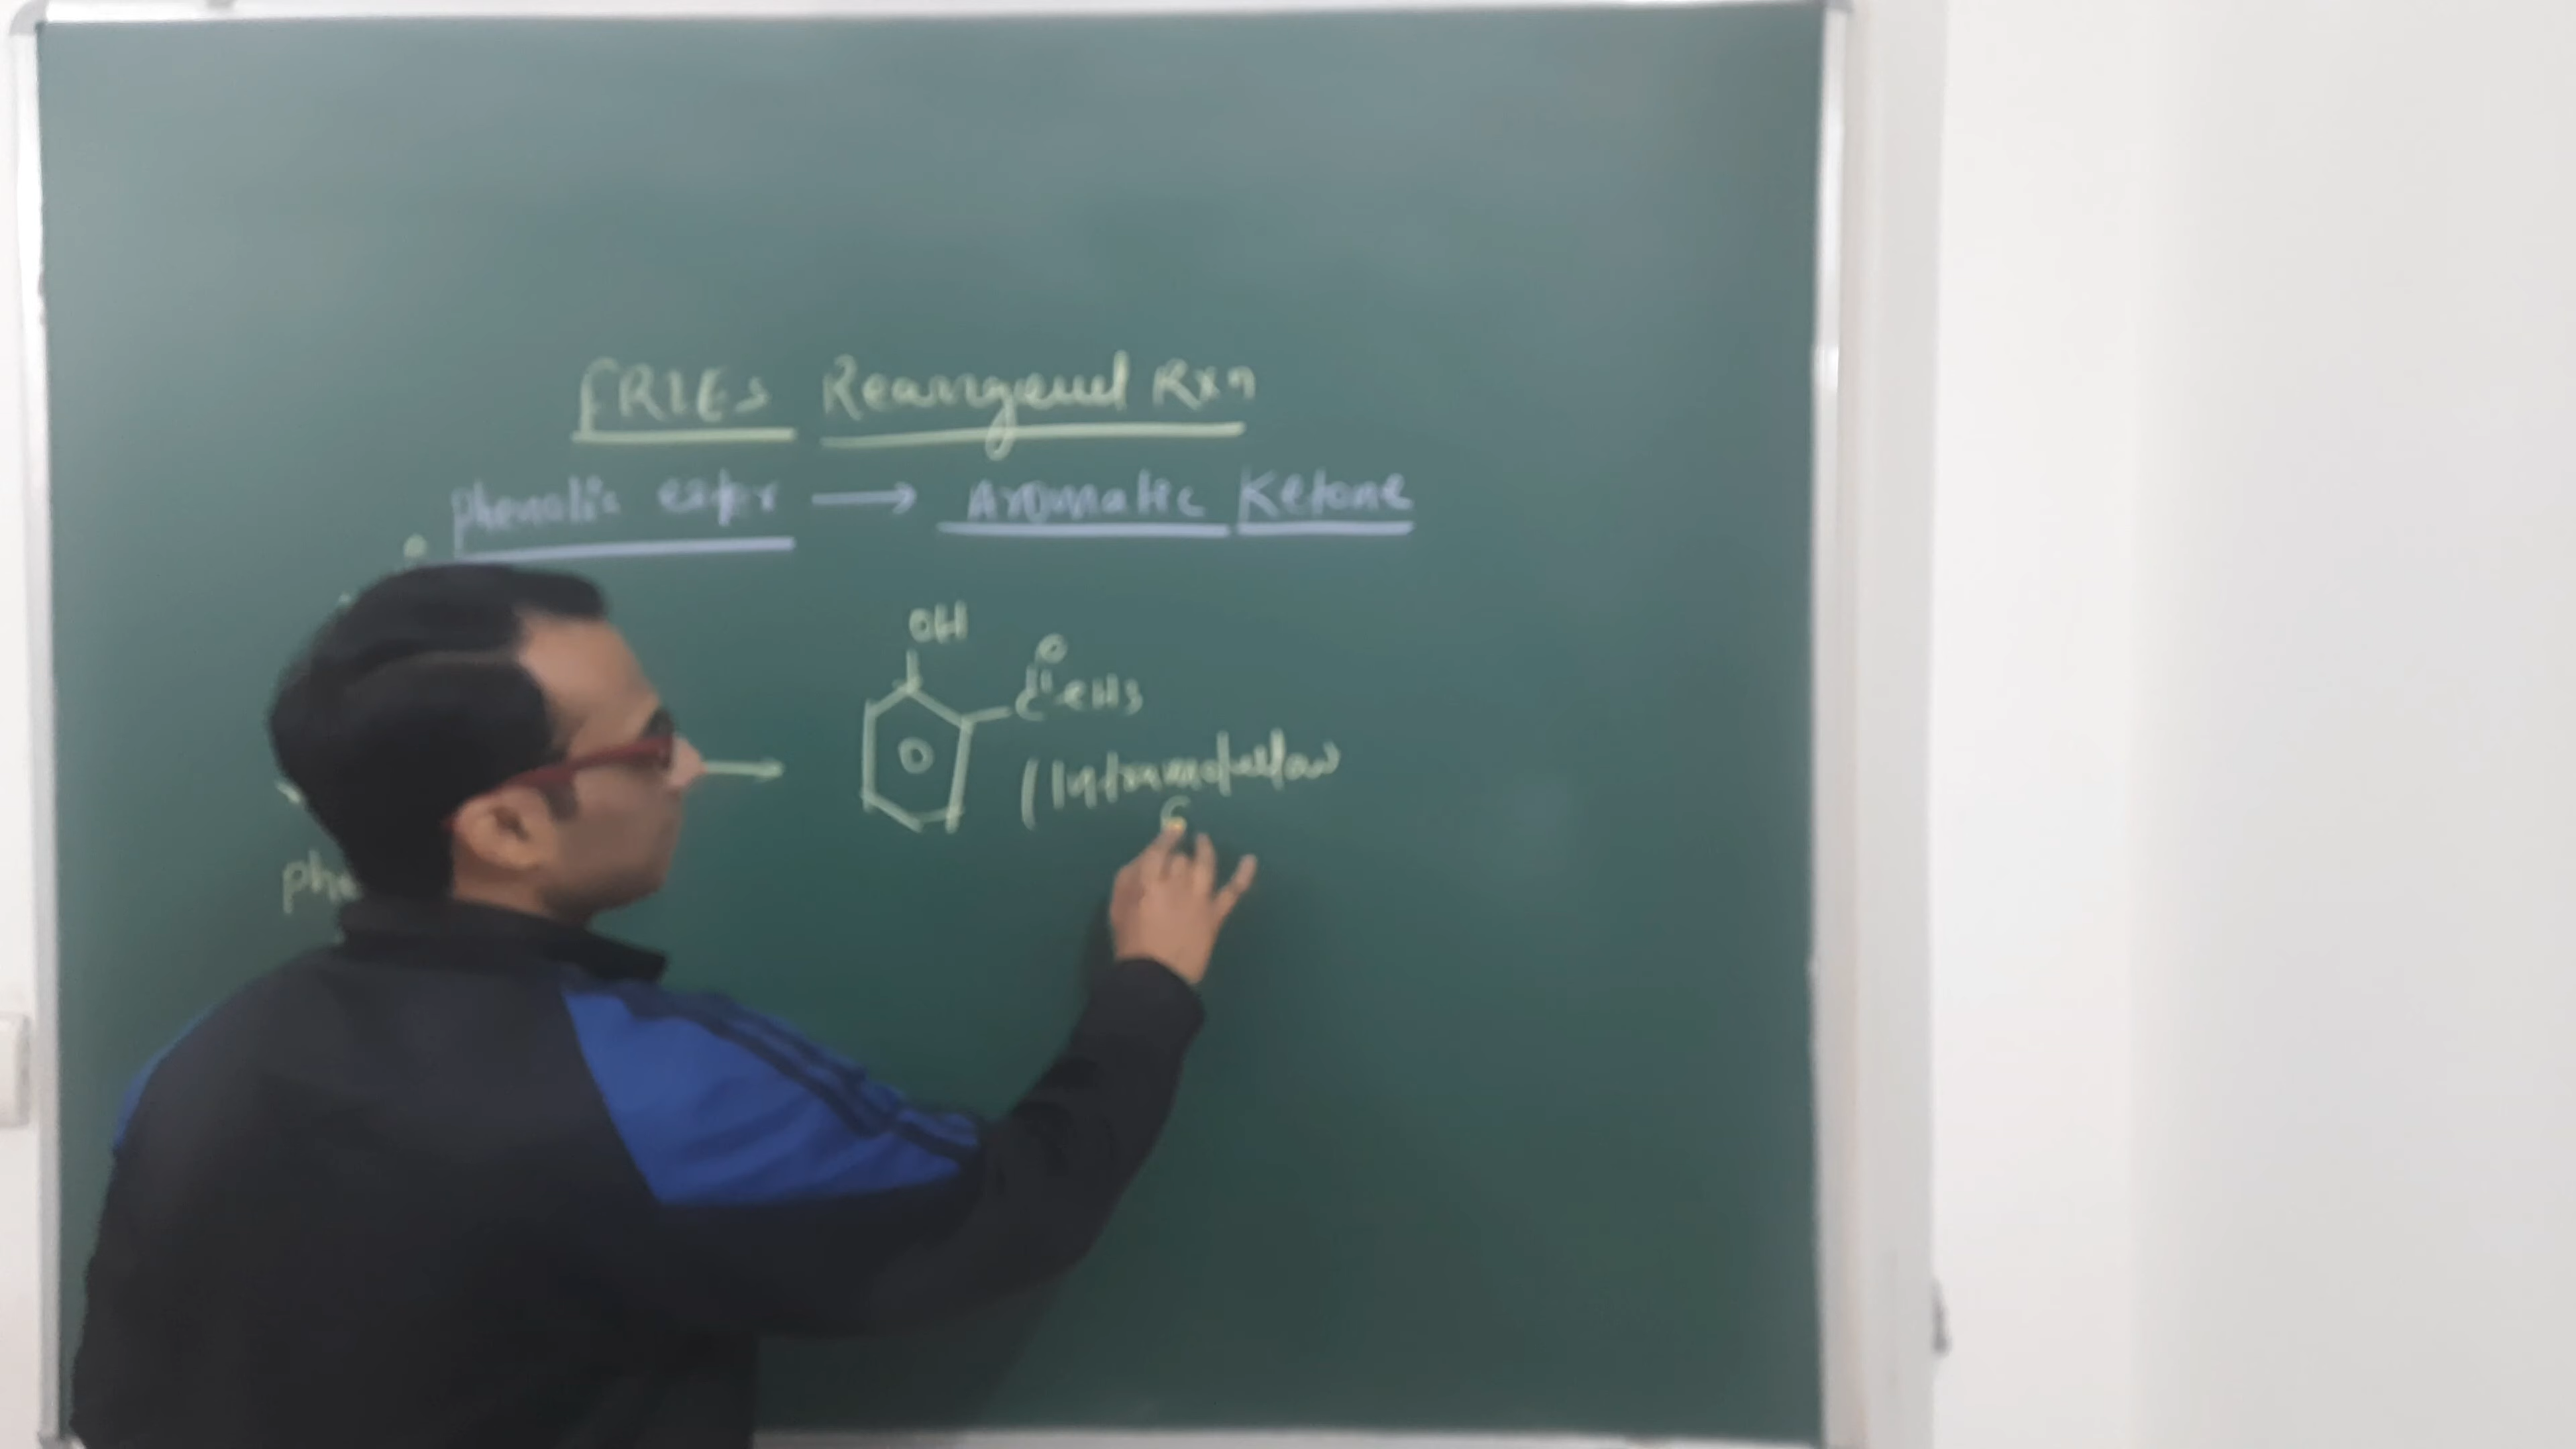 FRIEs Rearrangement Rxn
phenolic ester → Aromatic Ketone
OH
O
C-CH3
(Intramolecular
Phe